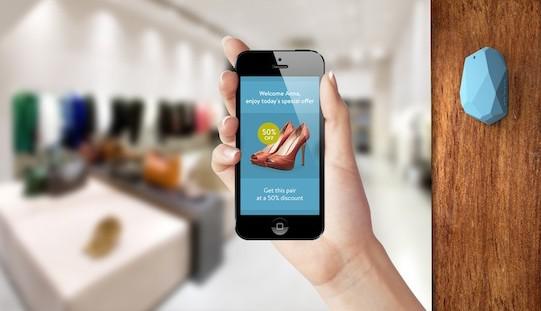 Welcome Anna,
enjoy today's special offer
50%
OFF
Get this pair
at a 50% discount